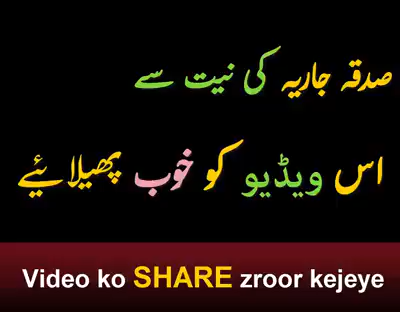 صدقہ جاریہ کی نیت سے
اس ویڈیو کو خوب پھیلائیے
Video ko SHARE zroor kejeye